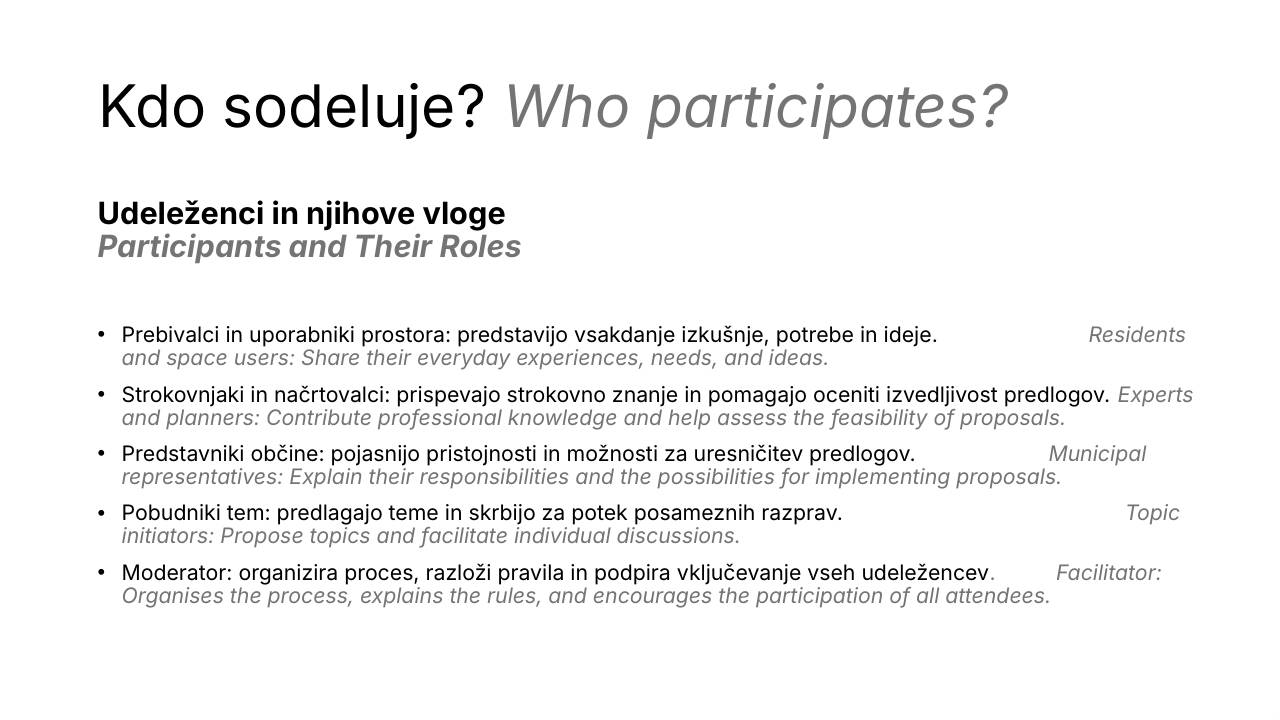 Kdo sodeluje? Who participates?
Udeleženci in njihove vloge
Participants and Their Roles
• Prebivalci in uporabniki prostora: predstavijo vsakdanje izkušnje, potrebe in ideje. Residents
and space users: Share their everyday experiences, needs, and ideas.
• Strokovnjaki in načrtovalci: prispevajo strokovno znanje in pomagajo oceniti izvedljivost predlogov. Experts
and planners: Contribute professional knowledge and help assess the feasibility of proposals.
• Predstavniki občine: pojasnijo pristojnosti in možnosti za uresničitev predlogov. Municipal
representatives: Explain their responsibilities and the possibilities for implementing proposals.
• Pobudniki tem: predlagajo teme in skrbijo za potek posameznih razprav. Topic
initiators: Propose topics and facilitate individual discussions.
• Moderator: organizira proces, razloži pravila in podpira vključevanje vseh udeležencev. Facilitator:
Organises the process, explains the rules, and encourages the participation of all attendees.